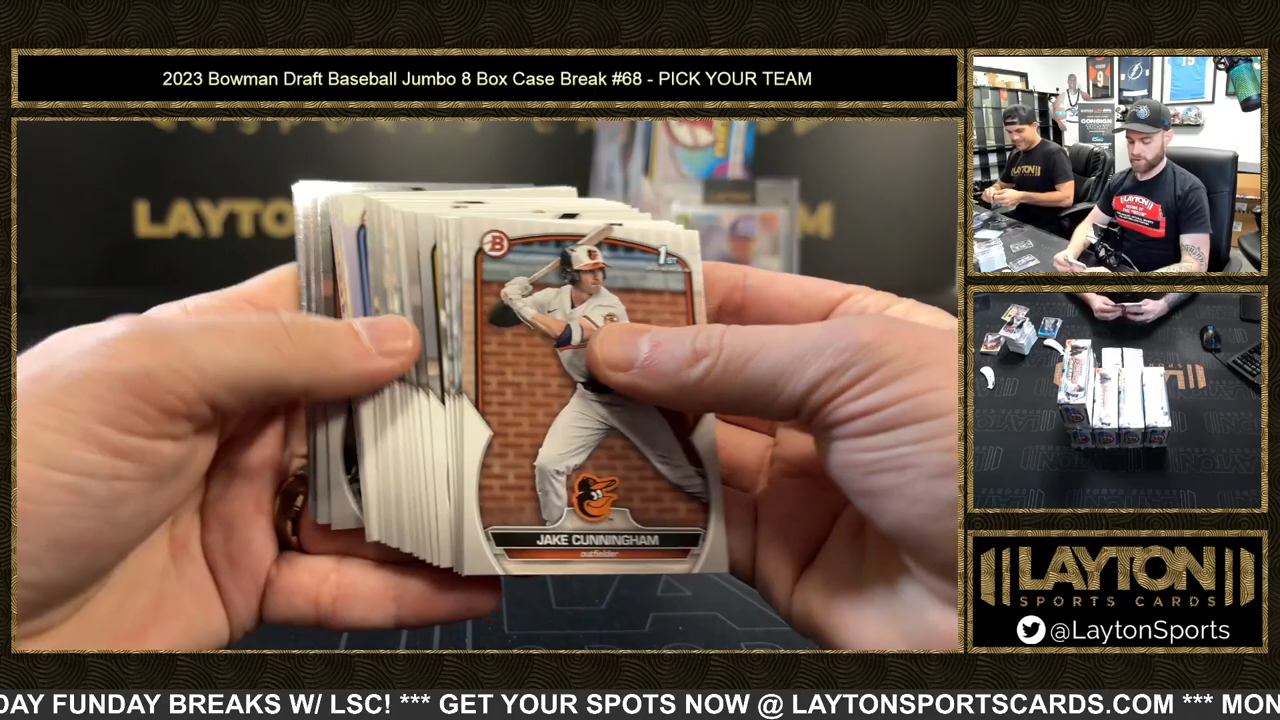 2023 Bowman Draft Baseball Jumbo 8 Box Case Break #68 - PICK YOUR TEAM
LAYTO
M
B
1ST
JAKE CUNNINGHAM
outfielder
LAYTON
SPORTS CARDS
@LaytonSports
DAY FUNDAY BREAKS W/ LSC! *** GET YOUR SPOTS NOW @ LAYTONSPORTSCARDS.COM *** MON